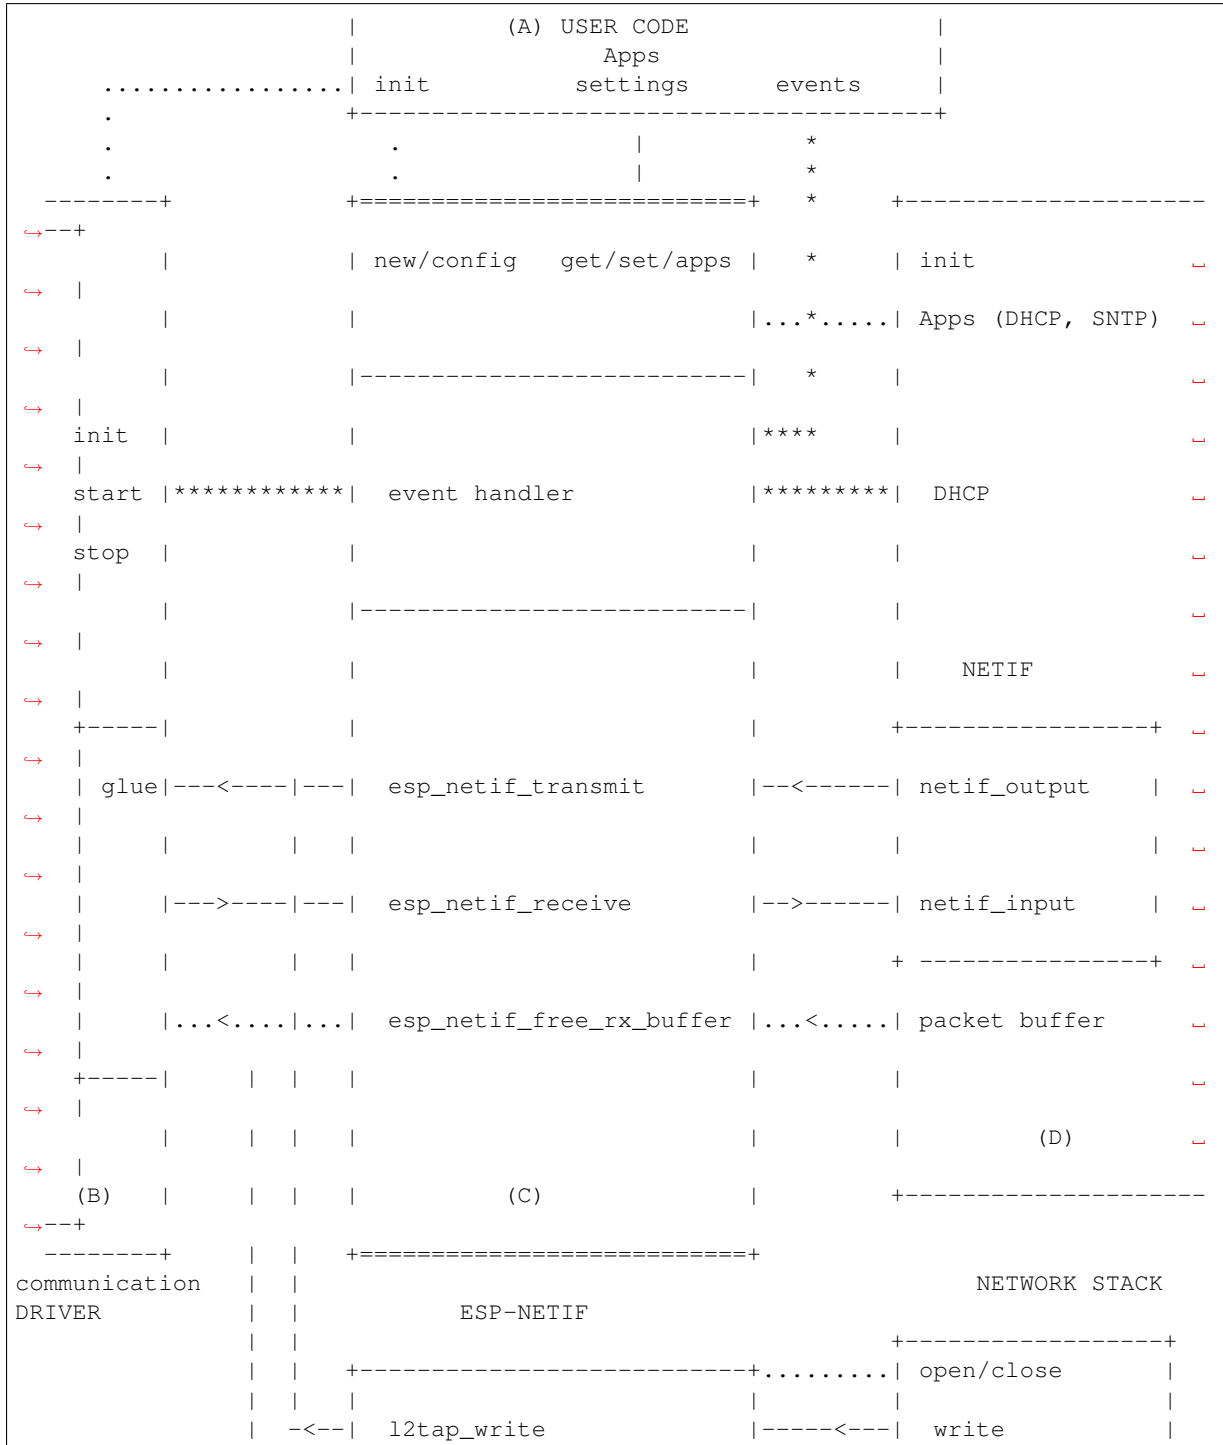 |          (A) USER CODE                 |
|                 Apps                   |
.................| init          settings      events     |
.                +----------------------------------------+
.                   .                |         *
.                   .                |         *
--------+            +===========================+   *     +---------------------
↪--+
|            | new/config   get/set/apps |   *     | init                ␣
↪  |
|            |                           |...*.....| Apps (DHCP, SNTP)  ␣
↪  |
|            |---------------------------|   *     |                    ␣
↪  |
init  |            |                           |****     |                    ␣
↪  |
start |************|  event handler            |*********|  DHCP              ␣
↪  |
stop  |            |                           |         |                    ␣
↪  |
|            |---------------------------|         |                    ␣
↪  |
|            |                           |         |    NETIF           ␣
↪  |
+-----|            |                           |         +-----------------+  ␣
↪  |
| glue|---<----|---|  esp_netif_transmit       |--<------| netif_output    |  ␣
↪  |
|     |        |   |                           |         |                 |  ␣
↪  |
|     |--->----|---|  esp_netif_receive        |-->------| netif_input     |  ␣
↪  |
|     |        |   |                           |         + ----------------+  ␣
↪  |
|     |...<....|...|  esp_netif_free_rx_buffer |...<.....| packet buffer      ␣
↪  |
+-----|     |  |   |                           |         |                    ␣
↪  |
|     |  |   |                           |         |         (D)        ␣
↪  |
(B)   |     |  |   |          (C)              |         +---------------------
↪--+
--------+     |  |   +===========================+
communication   |  |                                               NETWORK STACK
DRIVER          |  |           ESP-NETIF
|  |                                         +------------------+
|  |   +---------------------------+.........| open/close       |
|  |   |                           |         |                  |
|  -<--|  l2tap_write              |-----<---|  write           |